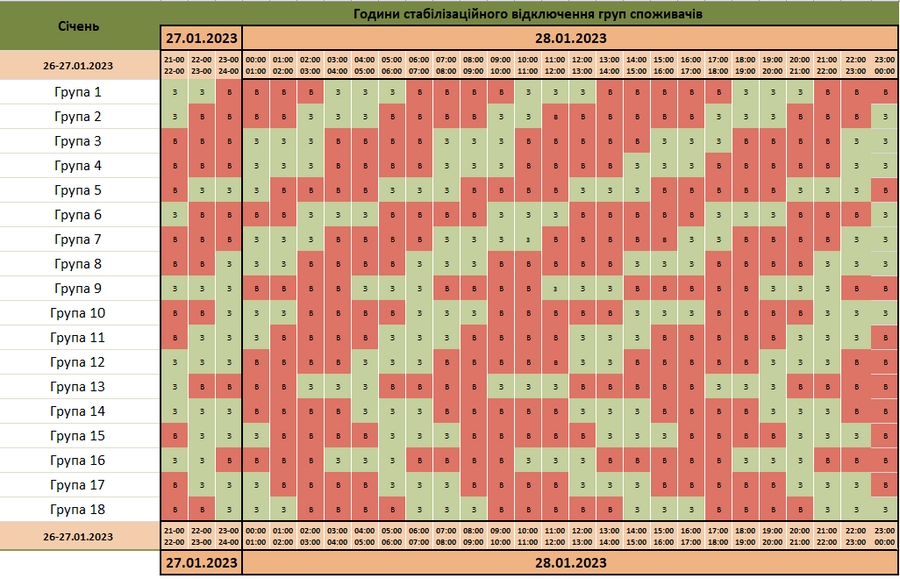 Січень
Години стабілізаційного відключення груп споживачів
27.01.2023 28.01.2023
26-27.01.2023 21-00 22-00 23-00 00:00 01:00 02:00 03:00 04:00 05:00 06:00 07:00 08:00 09:00 10:00 11:00 12:00 13:00 14:00 15:00 16:00 17:00 18:00 19:00 20:00 21:00 22:00 23:00
22-00 23-00 24-00 01:00 02:00 03:00 04:00 05:00 06:00 07:00 08:00 09:00 10:00 11:00 12:00 13:00 14:00 15:00 16:00 17:00 18:00 19:00 20:00 21:00 22:00 23:00 00:00
Група 1 З З В В В В З З З В В В В З З З В В В В В З З З В В В
Група 2 З В В В В З З З В В В В З З В В В В В В З З З В В В З
Група 3 В В В З З З В В В В З З З В В В В В З З З В В В В З З
Група 4 В В В З З З В В В В З З З В В В В З З З В В В В В З З
Група 5 В З З З В В В В З З З В В В В З З З В В В В В З З З В
Група 6 З В В В В З З З В В В В З З З В В В В В З З З В В В З
Група 7 В В В З З З В В В В З З З З В В В В В З З В В В В З З
Група 8 В В З З З В В В В З З З В В В В В З З З В В В В З З З
Група 9 З З З В В В В З З З В В В В З З З В В В В В З З З В В
Група 10 В В З З З В В В В З З З В В В В В З З З В В В В З З З
Група 11 В З З З В В В В З З З В В В В З З З В В В В В З З З В
Група 12 З З З В В В В З З З В В В В В З З З В В В В З З З В В
Група 13 З В В В В З З З В В В В З З З В В В В В З З З В В В В
Група 14 З З З В В В В З З З В В В В В З З З В В В В З З З В В
Група 15 В З З З В В В В З З З В В В В В З З З В В В В З З З В
Група 16 З З В В В В З З З В В В В З З З В В В В В З З З В В В
Група 17 В З З З В В В В З З З В В В В З З З В В В В В З З З В
Група 18 В В З З З В В В В З З З В В В В В З З З В В В В З З З
26-27.01.2023 21-00 22-00 23-00 00:00 01:00 02:00 03:00 04:00 05:00 06:00 07:00 08:00 09:00 10:00 11:00 12:00 13:00 14:00 15:00 16:00 17:00 18:00 19:00 20:00 21:00 22:00 23:00
22-00 23-00 24-00 01:00 02:00 03:00 04:00 05:00 06:00 07:00 08:00 09:00 10:00 11:00 12:00 13:00 14:00 15:00 16:00 17:00 18:00 19:00 20:00 21:00 22:00 23:00 00:00
27.01.2023 28.01.2023